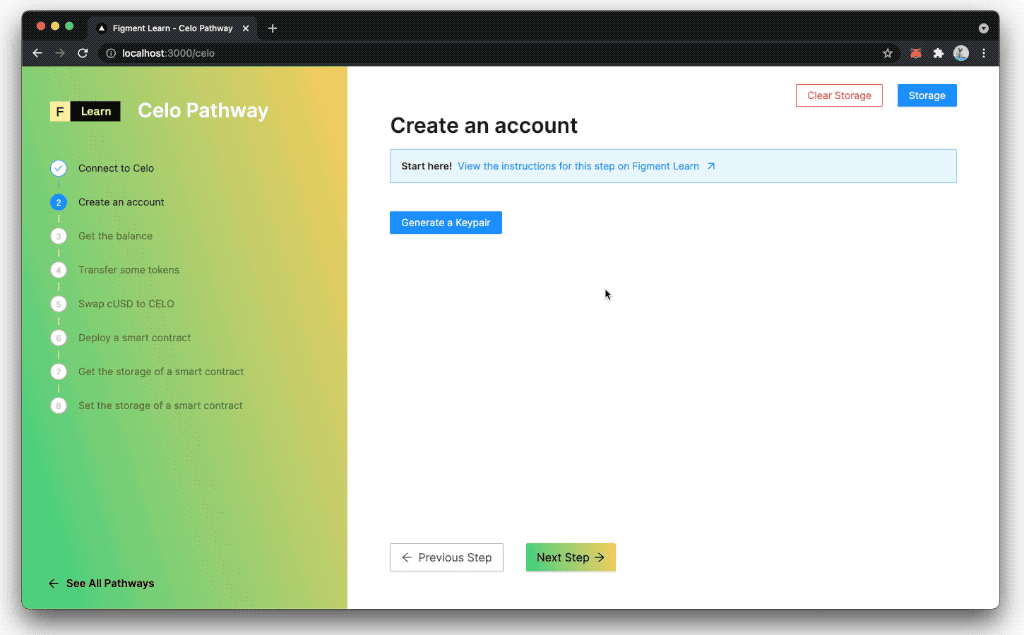 Figment Learn - Celo Pathway
localhost:3000/celo
F Learn
Celo Pathway
Connect to Celo
2 Create an account
3 Get the balance
4 Transfer some tokens
5 Swap cUSD to CELO
6 Deploy a smart contract
7 Get the storage of a smart contract
8 Set the storage of a smart contract
See All Pathways
Clear Storage
Storage
Create an account
Start here! View the instructions for this step on Figment Learn
Generate a Keypair
Previous Step
Next Step